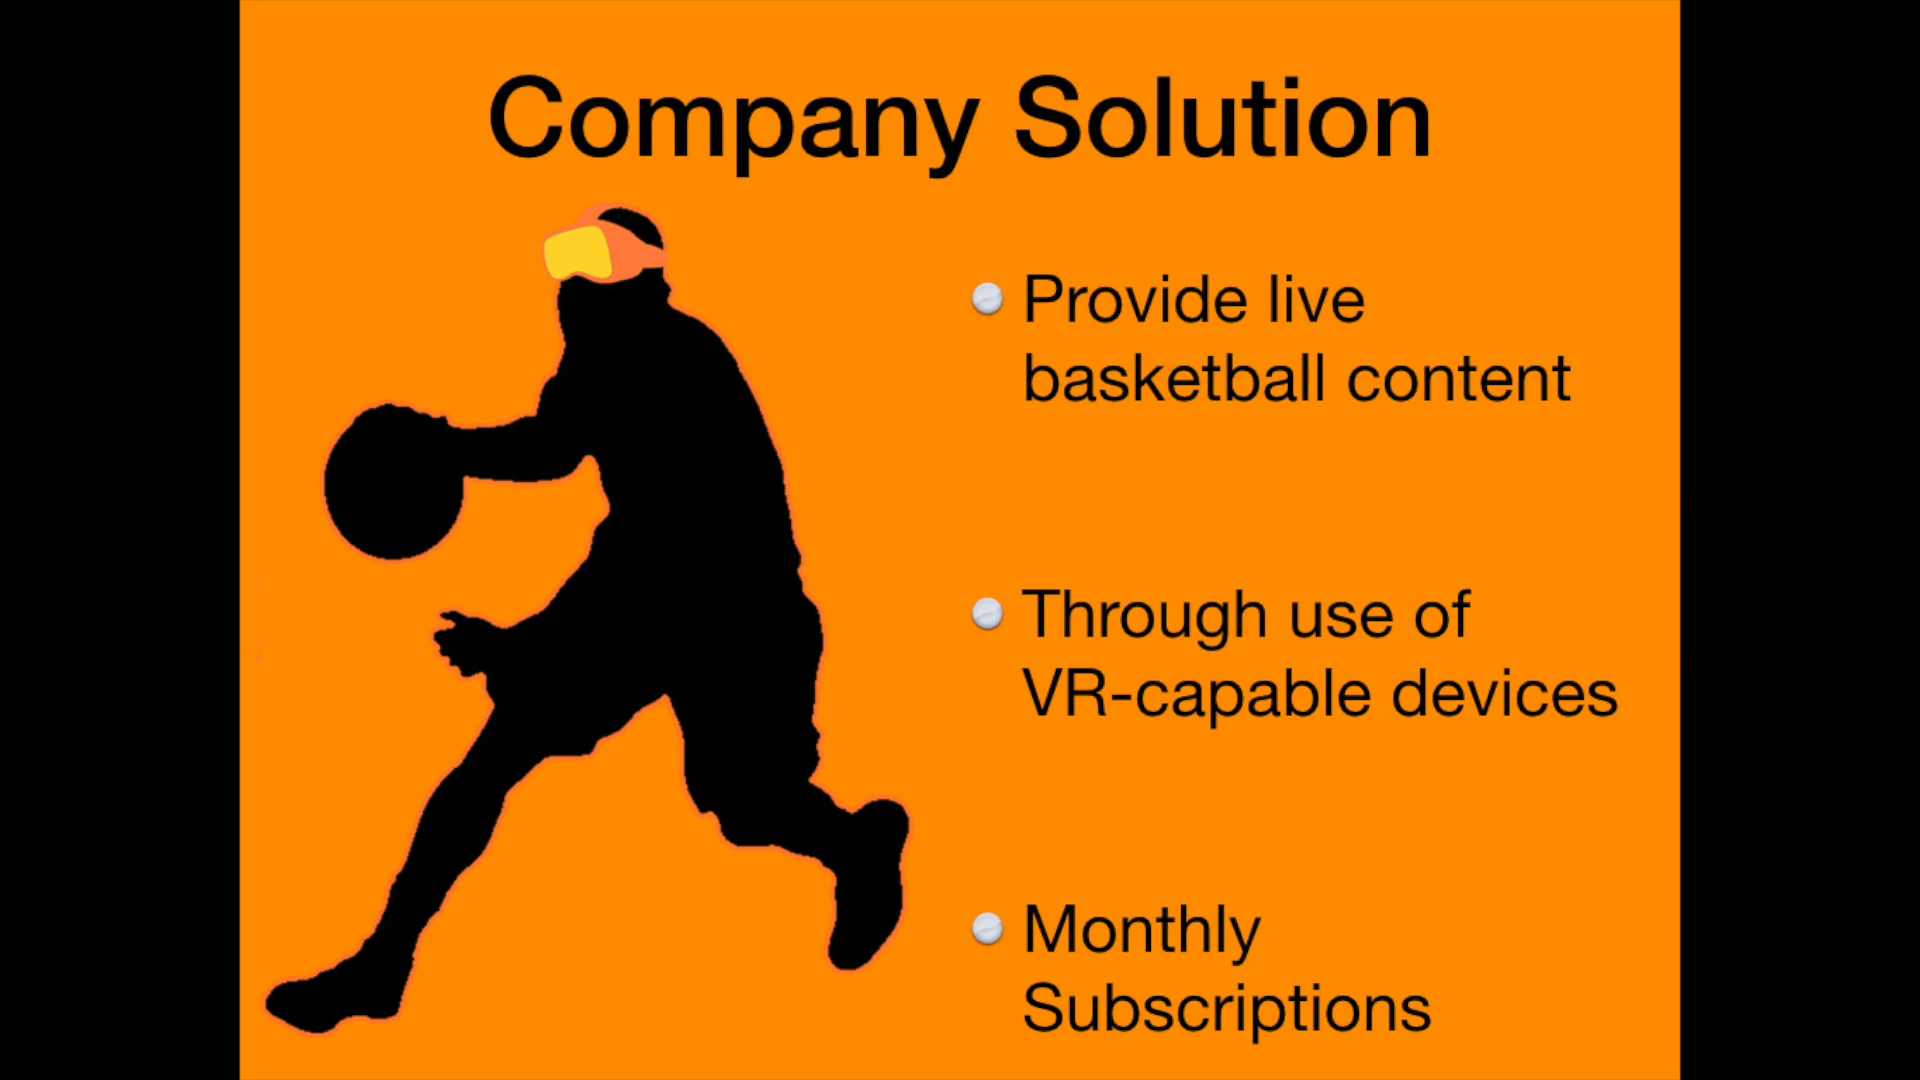 Company Solution
Provide live
basketball content
Through use of
VR-capable devices
Monthly
Subscriptions